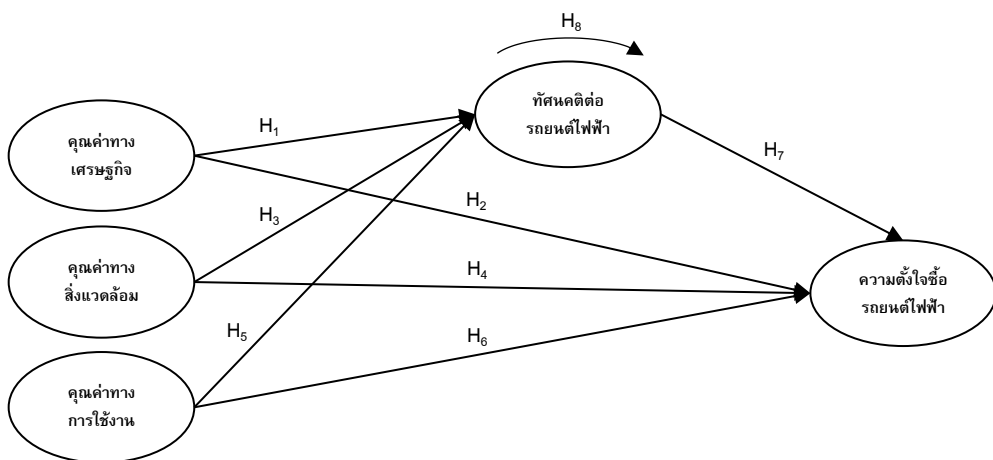 H₈
ทัศนคติต่อ
รถยนต์ไฟฟ้า
คุณค่าทาง
เศรษฐกิจ
H₁
H₇
H₂
H₃
คุณค่าทาง
สิ่งแวดล้อม
H₄
ความตั้งใจซื้อ
รถยนต์ไฟฟ้า
H₅
H₆
คุณค่าทาง
การใช้งาน